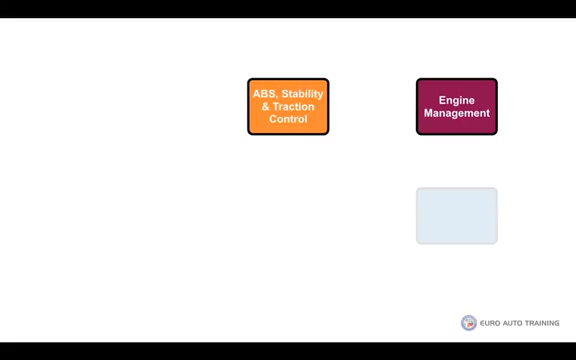 ABS, Stability
& Traction
Control
Engine
Management
EURO AUTO TRAINING